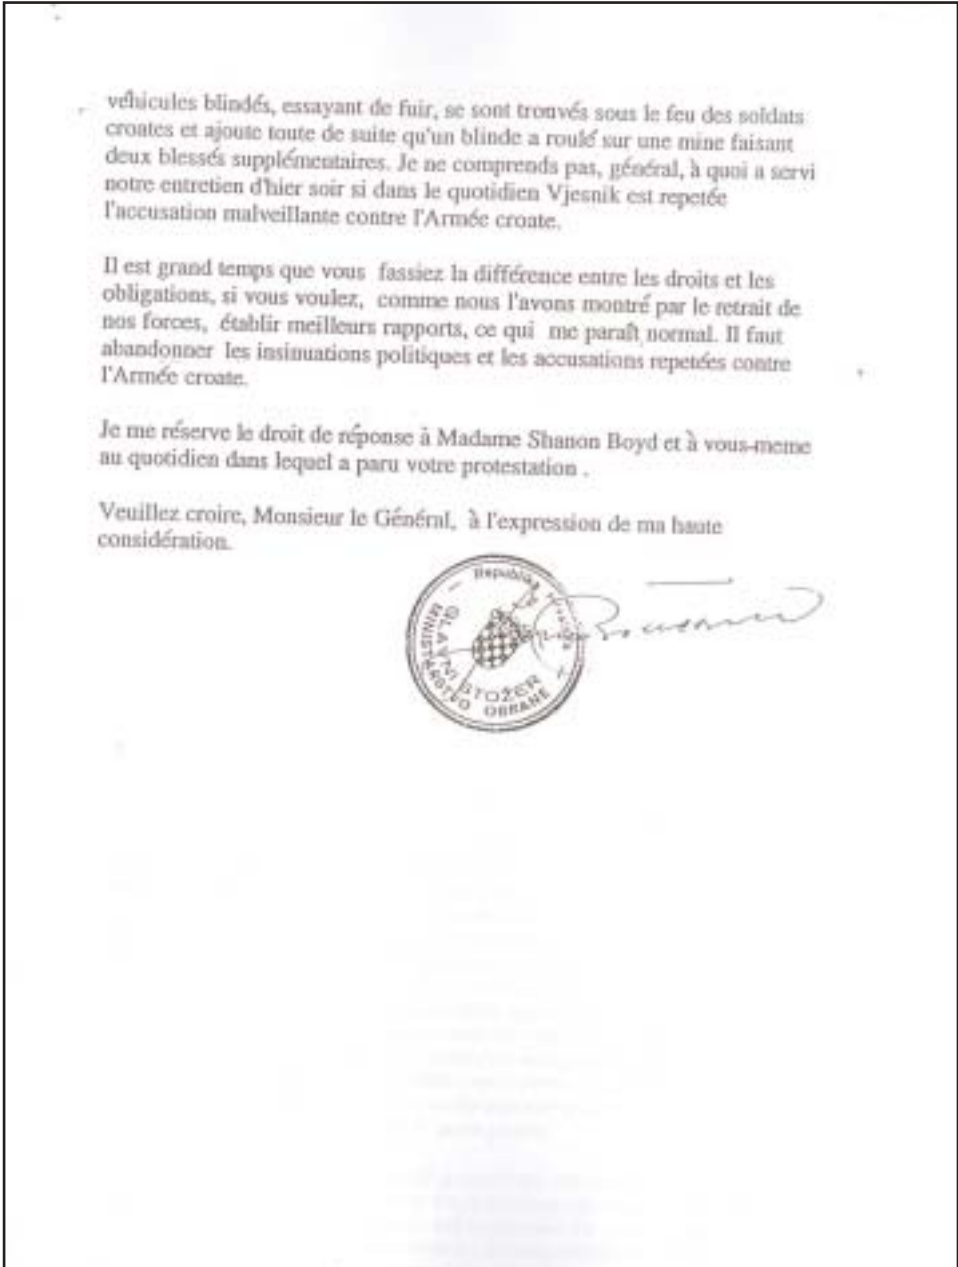 véhicules blindés, essayant de fuir, se sont tronvés sous le feu des soldats
croates et ajoute toute de suite qu'un blinde a roulé sur une mine faisant
deux blessés supplémentaires. Je ne comprends pas, général, à quoi a servi
notre entretien d'hier soir si dans le quotidien Vjesnik est repetée
l'accusation malveillante contre l'Armée croate.
Il est grand temps que vous fassiez la différence entre les droits et les
obligations, si vous voulez, comme nous l'avons montré par le retrait de
nos forces, établir meilleurs rapports, ce qui me paraît normal. Il faut
abandonner les insinuations politiques et les accusations repetées contre
l'Armée croate.
Je me réserve le droit de réponse à Madame Shanon Boyd et à vous-meme
au quotidien dans lequel a paru votre protestation .
Veuillez croire, Monsieur le Général, à l'expression de ma haute
considération.
Republika Hrvatska
MINISTARSTVO OBRANE
GLAVNI STOŽER